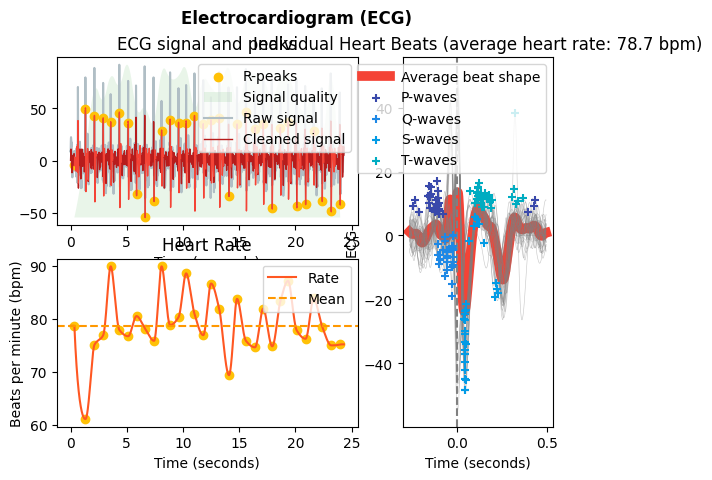 Electrocardiogram (ECG)
ECG signal and peaks
Individual Heart Beats (average heart rate: 78.7 bpm)
R-peaks
Signal quality
Raw signal
Cleaned signal
50
0
−50
0
5
10
15
20
25
Time (seconds)
Average beat shape
P-waves
Q-waves
S-waves
T-waves
40
20
0
−20
−40
ECG
0.0
0.5
Time (seconds)
Heart Rate
Rate
Mean
Beats per minute (bpm)
90
80
70
60
0
5
10
15
20
25
Time (seconds)